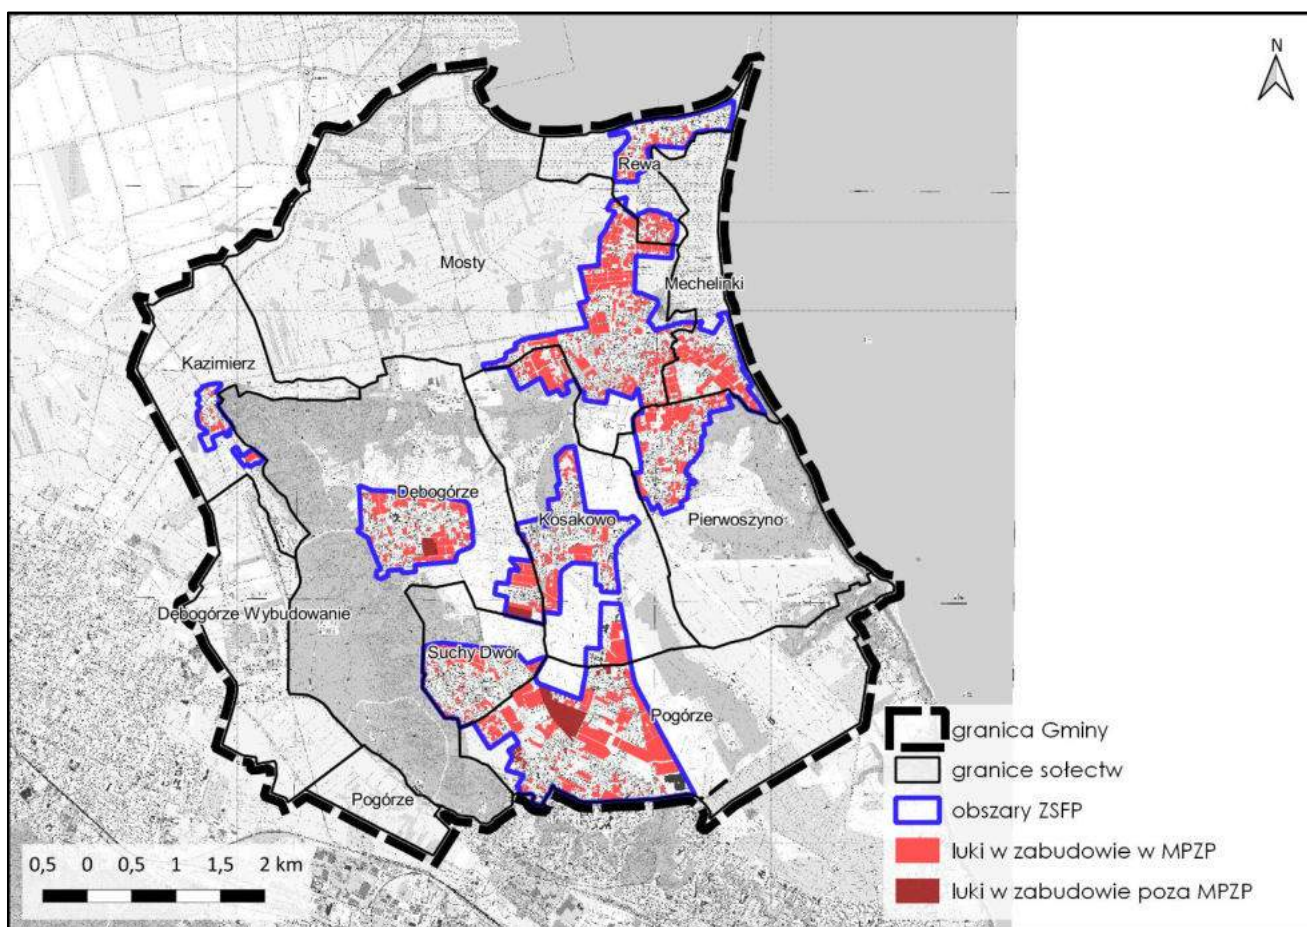 N
Rewa
Mosty
Mechelinki
Kazimierz
Dębogórze
Kosakowo
Pierwoszyno
Dębogórze Wybudowanie
Suchy Dwór
Pogórze
Pogórze
granica Gminy
granice sołectw
obszary ZSFP
luki w zabudowie w MPZP
luki w zabudowie poza MPZP
0,5 0 0,5 1 1,5 2 km